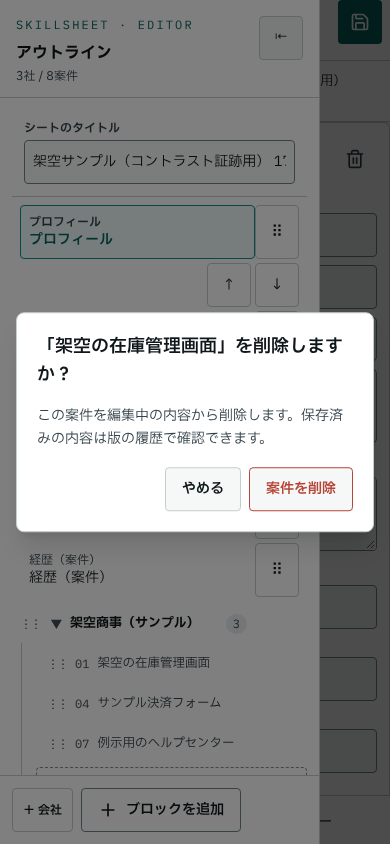 SKILLSHEET · EDITOR
アウトライン
3社 / 8案件
用）
シートのタイトル
架空サンプル（コントラスト証跡用）
プロフィール
プロフィール
↑ ↓
「架空の在庫管理画面」を削除します
か？
この案件を編集中の内容から削除します。保存済
みの内容は版の履歴で確認できます。
やめる 案件を削除
経歴（案件）
経歴（案件）
▼ 架空商事（サンプル） 3
01 架空の在庫管理画面
04 サンプル決済フォーム
07 例示用のヘルプセンター
＋会社 ＋ ブロックを追加